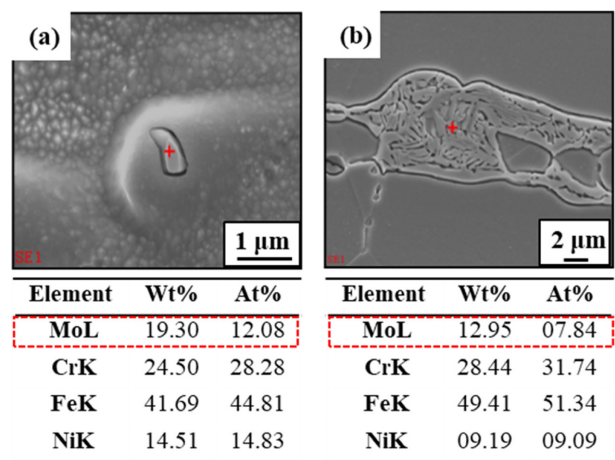 (a)
SE1
1 μm
Element Wt% At%
MoL 19.30 12.08
CrK 24.50 28.28
FeK 41.69 44.81
NiK 14.51 14.83
(b)
SE1
2 μm
Element Wt% At%
MoL 12.95 07.84
CrK 28.44 31.74
FeK 49.41 51.34
NiK 09.19 09.09